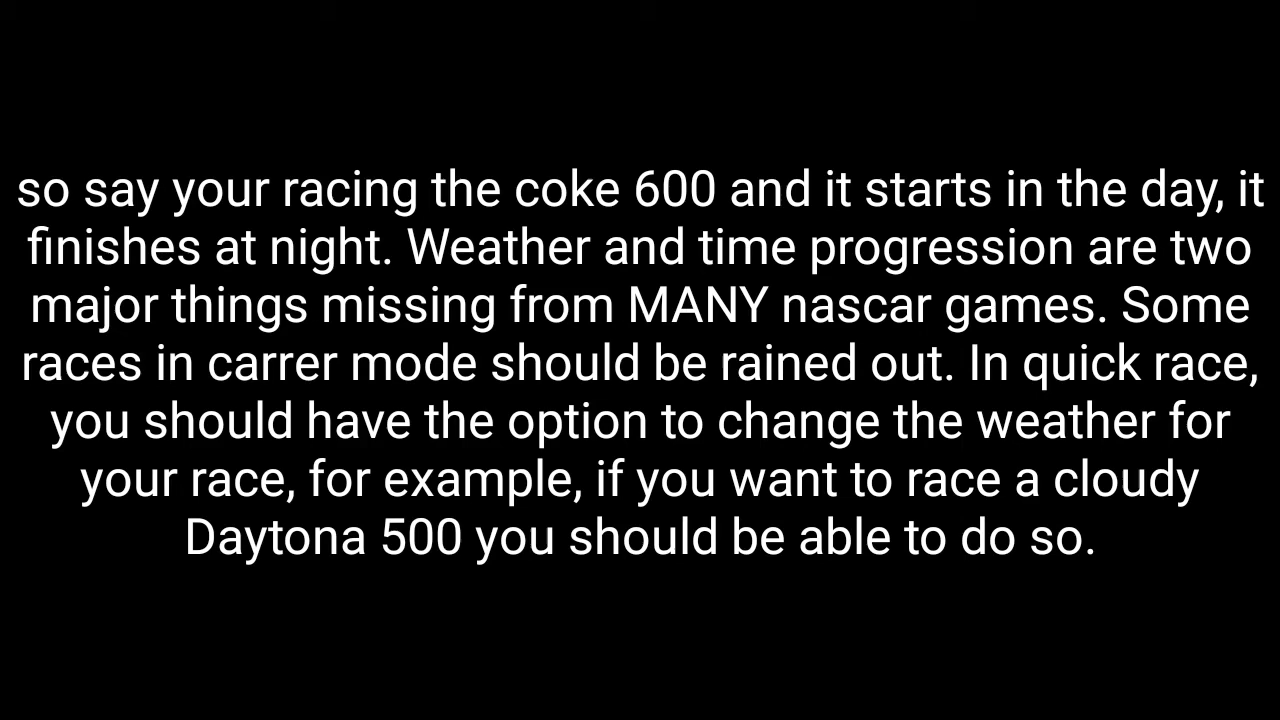 so say your racing the coke 600 and it starts in the day, it
finishes at night. Weather and time progression are two
major things missing from MANY nascar games. Some
races in carrer mode should be rained out. In quick race,
you should have the option to change the weather for
your race, for example, if you want to race a cloudy
Daytona 500 you should be able to do so.